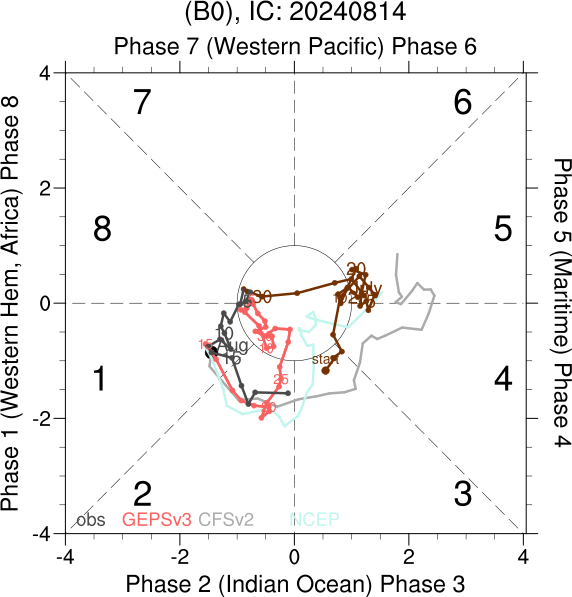 (B0), IC: 20240814
Phase 7 (Western Pacific) Phase 6
Phase 1 (Western Hem, Africa) Phase 8
Phase 5 (Maritime) Phase 4
4
2
0
-2
-4
7
6
8
5
1
4
2
3
20
30
10
Aug
15
15
25
start
obs
GEPSv3
CFSv2
NCEP
-4
-2
0
2
4
Phase 2 (Indian Ocean) Phase 3